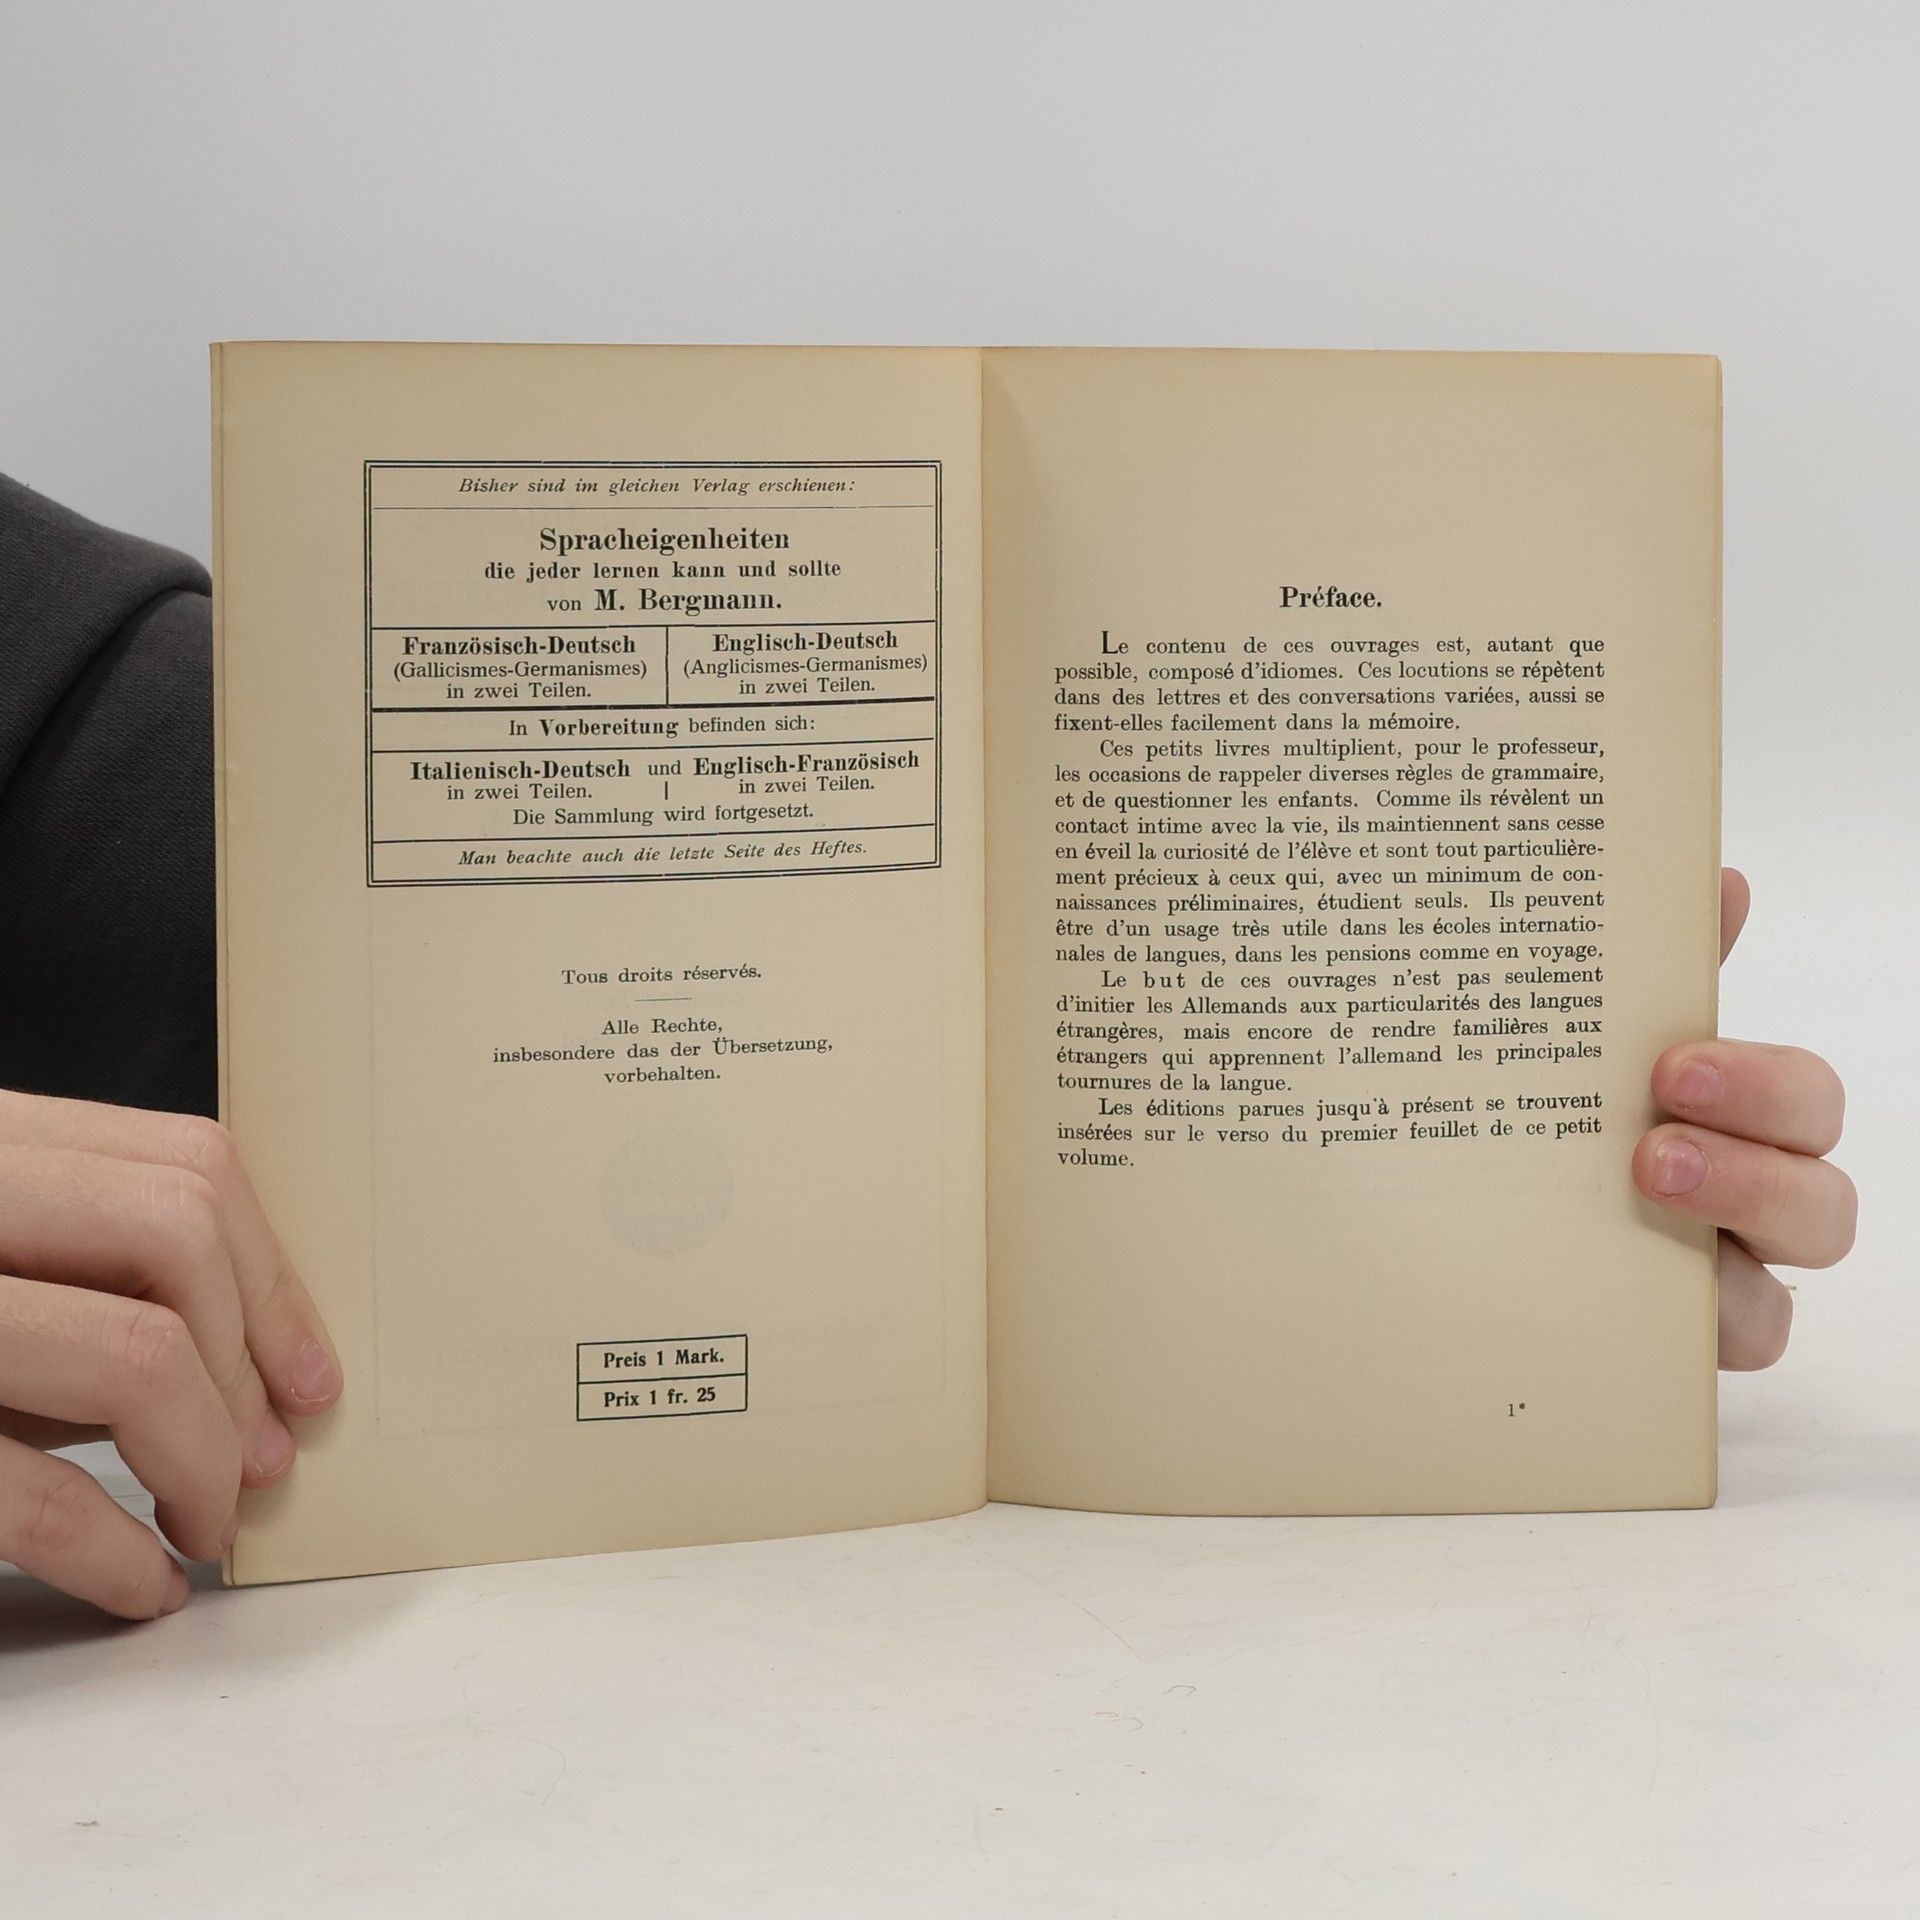 Bisher sind im gleichen Verlag erschienen:
Spracheigenheiten
die jeder lernen kann und sollte
von M. Bergmann.
Französisch-Deutsch
(Gallicismes-Germanismes)
in zwei Teilen.
Englisch-Deutsch
(Anglicismes-Germanismes)
in zwei Teilen.
In Vorbereitung befinden sich:
Italienisch-Deutsch und Englisch-Französisch
in zwei Teilen. | in zwei Teilen.
Die Sammlung wird fortgesetzt.
Man beachte auch die letzte Seite des Heftes.
Tous droits réservés.
Alle Rechte,
insbesondere das der Übersetzung,
vorbehalten.
Preis 1 Mark.
Prix 1 fr. 25
Préface.
Le contenu de ces ouvrages est, autant que
possible, composé d'idiomes. Ces locutions se répètent
dans des lettres et des conversations variées, aussi se
fixent-elles facilement dans la mémoire.
Ces petits livres multiplient, pour le professeur,
les occasions de rappeler diverses règles de grammaire,
et de questionner les enfants. Comme ils révèlent un
contact intime avec la vie, ils maintiennent sans cesse
en éveil la curiosité de l'élève et sont tout particulière-
ment précieux à ceux qui, avec un minimum de con-
naissances préliminaires, étudient seuls. Ils peuvent
être d'un usage très utile dans les écoles internatio-
nales de langues, dans les pensions comme en voyage.
Le but de ces ouvrages n'est pas seulement
d'initier les Allemands aux particularités des langues
étrangères, mais encore de rendre familières aux
étrangers qui apprennent l'allemand les principales
tournures de la langue.
Les éditions parues jusqu'à présent se trouvent
insérées sur le verso du premier feuillet de ce petit
volume.
1*